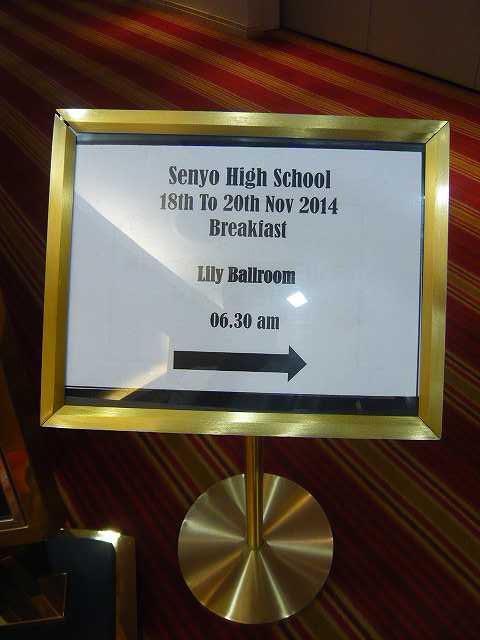 Senyo High School
18th To 20th Nov 2014
Breakfast
Lily Ballroom
06.30 am